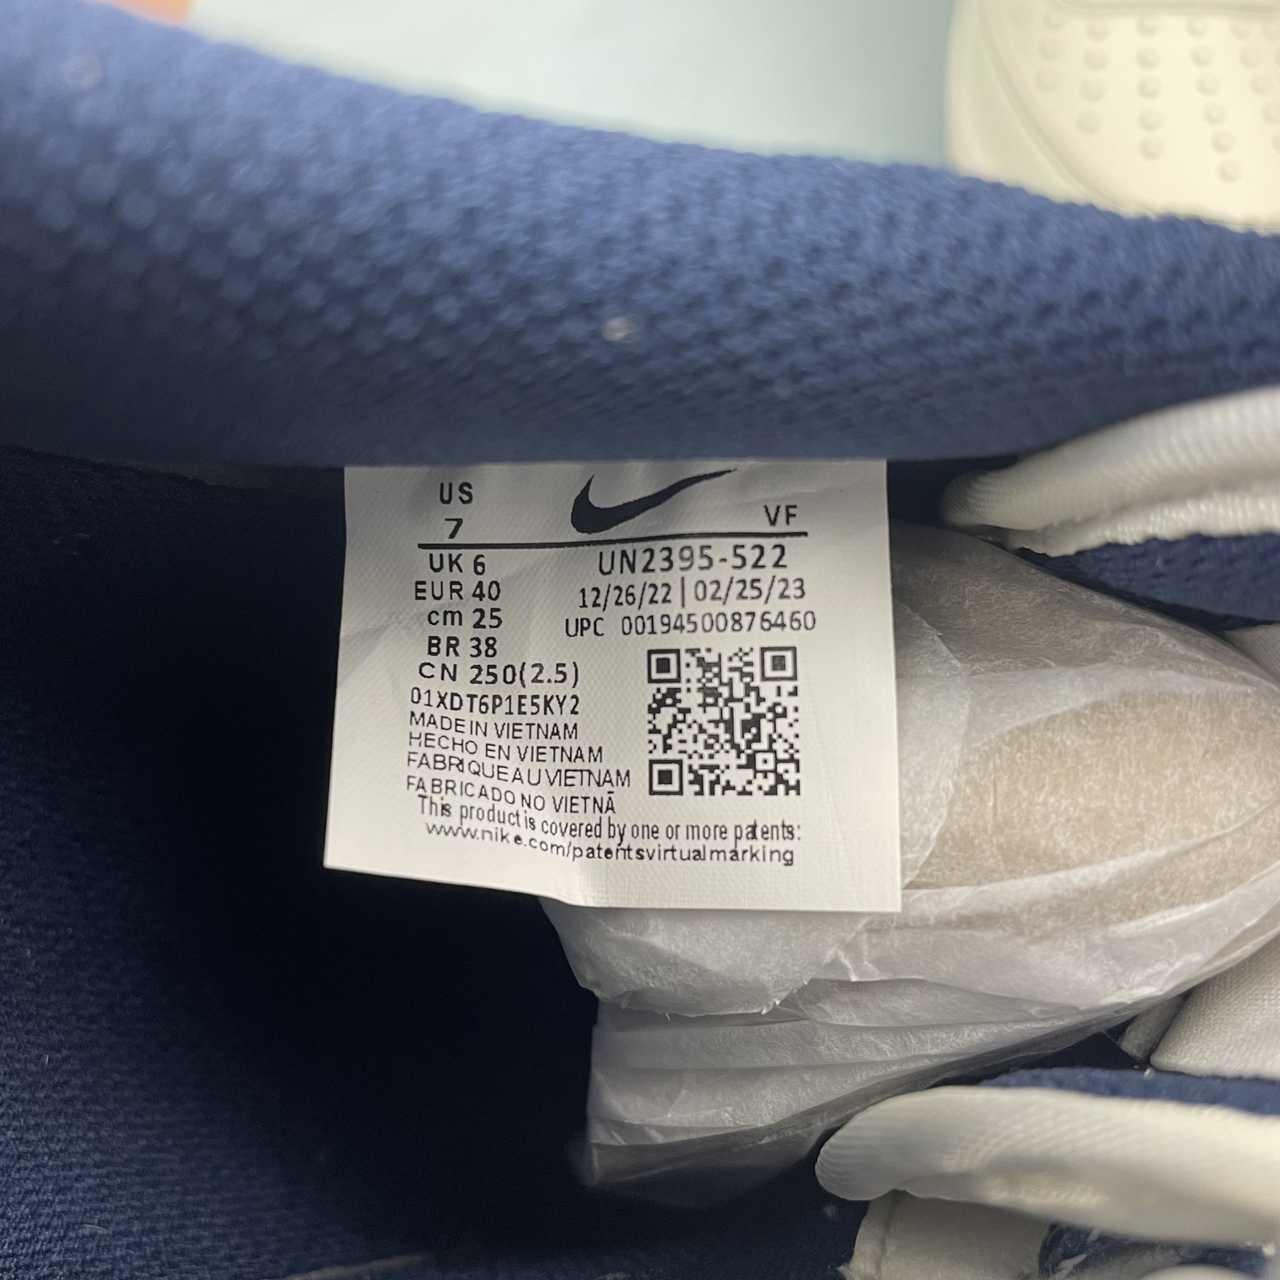 US
7
VF
UK 6
EUR 40
cm 25
BR 38
CN 250(2.5)
01XDT6P1E5KY2
UN2395-522
12/26/22 | 02/25/23
UPC 00194500876460
MADE IN VIETNAM
HECHO EN VIETNAM
FABRIQUE AU VIETNAM
FABRICADO NO VIETNÃ
This product is covered by one or more patents:
www.nike.com/patentsvirtualmarking